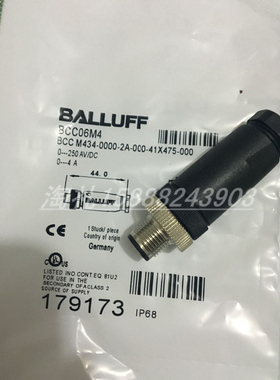 BALLUFF
BCC06M4
BCC M434-0000-2A-000-41X475-000
0---250 AV/DC
0---4 A
44.0
BALLUFF
1 Stück/ piece
Country of origin
Germany
LISTED IND.CONT.EQ 81U2
FOR USE IN THE
SECONDARY OF A CLASS 2
SOURCE OF SUPPLY
179173 IP68
15688243908